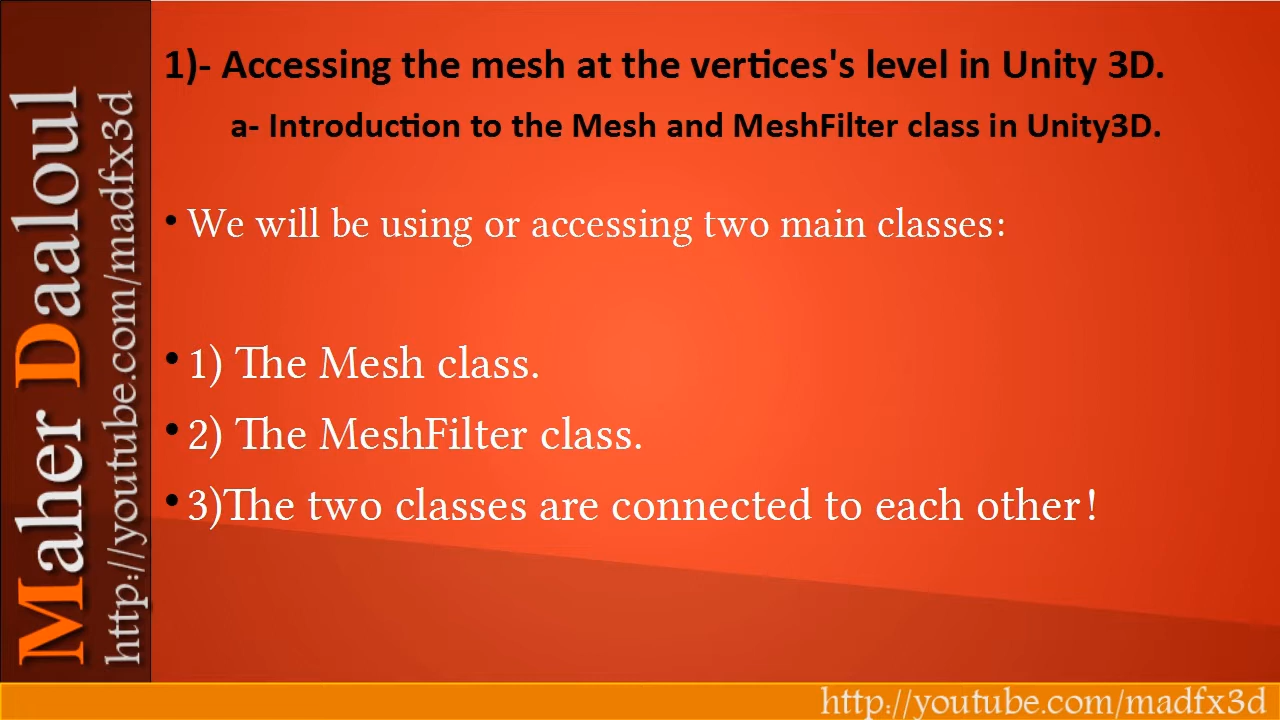 1)- Accessing the mesh at the vertices's level in Unity 3D.
a- Introduction to the Mesh and MeshFilter class in Unity3D.
• We will be using or accessing two main classes:
• 1) The Mesh class.
• 2) The MeshFilter class.
• 3)The two classes are connected to each other!
Maher Daaloul
http://youtube.com/madfx3d
http://youtube.com/madfx3d